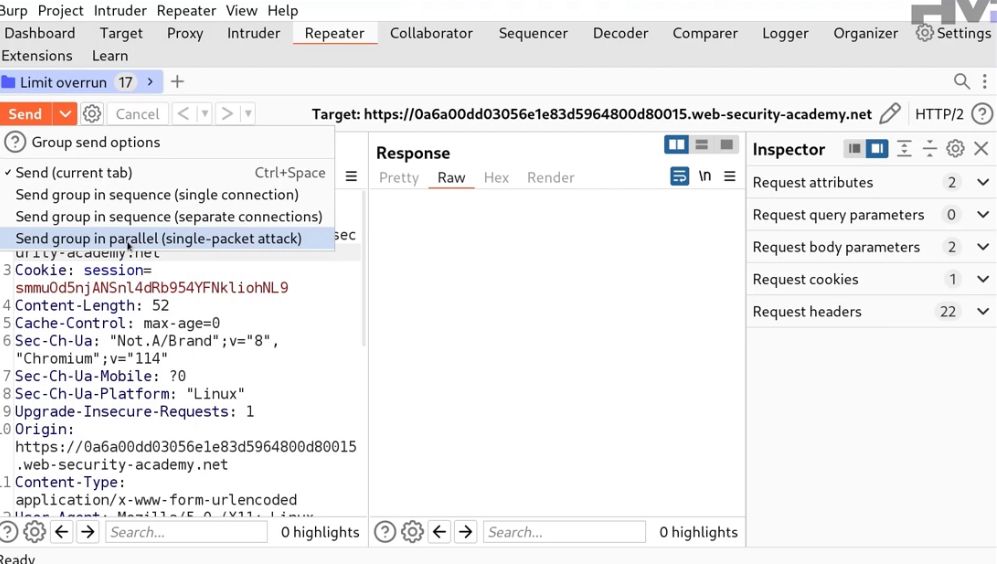 Burp Project Intruder Repeater View Help
Dashboard Target Proxy Intruder Repeater Collaborator Sequencer Decoder Comparer Logger Organizer Settings
Extensions Learn
Limit overrun 17
Send Cancel Target: https://0a6a00dd03056e1e83d5964800d80015.web-security-academy.net HTTP/2
Group send options
Send (current tab) Ctrl+Space
Send group in sequence (single connection)
Send group in sequence (separate connections)
Send group in parallel (single-packet attack)
sec
urity-academy.net
3 Cookie: session=
smmuOd5njANSnl4dRb954YFNkliohNL9
4 Content-Length: 52
5 Cache-Control: max-age=0
6 Sec-Ch-Ua: "Not.A/Brand";v="8",
"Chromium";v="114"
7 Sec-Ch-Ua-Mobile: ?0
8 Sec-Ch-Ua-Platform: "Linux"
9 Upgrade-Insecure-Requests: 1
10 Origin:
https://0a6a00dd03056e1e83d5964800d80015
.web-security-academy.net
11 Content-Type:
application/x-www-form-urlencoded
Search... 0 highlights
Response
Pretty Raw Hex Render \n
Search... 0 highlights
Inspector
Request attributes 2
Request query parameters 0
Request body parameters 2
Request cookies 1
Request headers 22
Ready